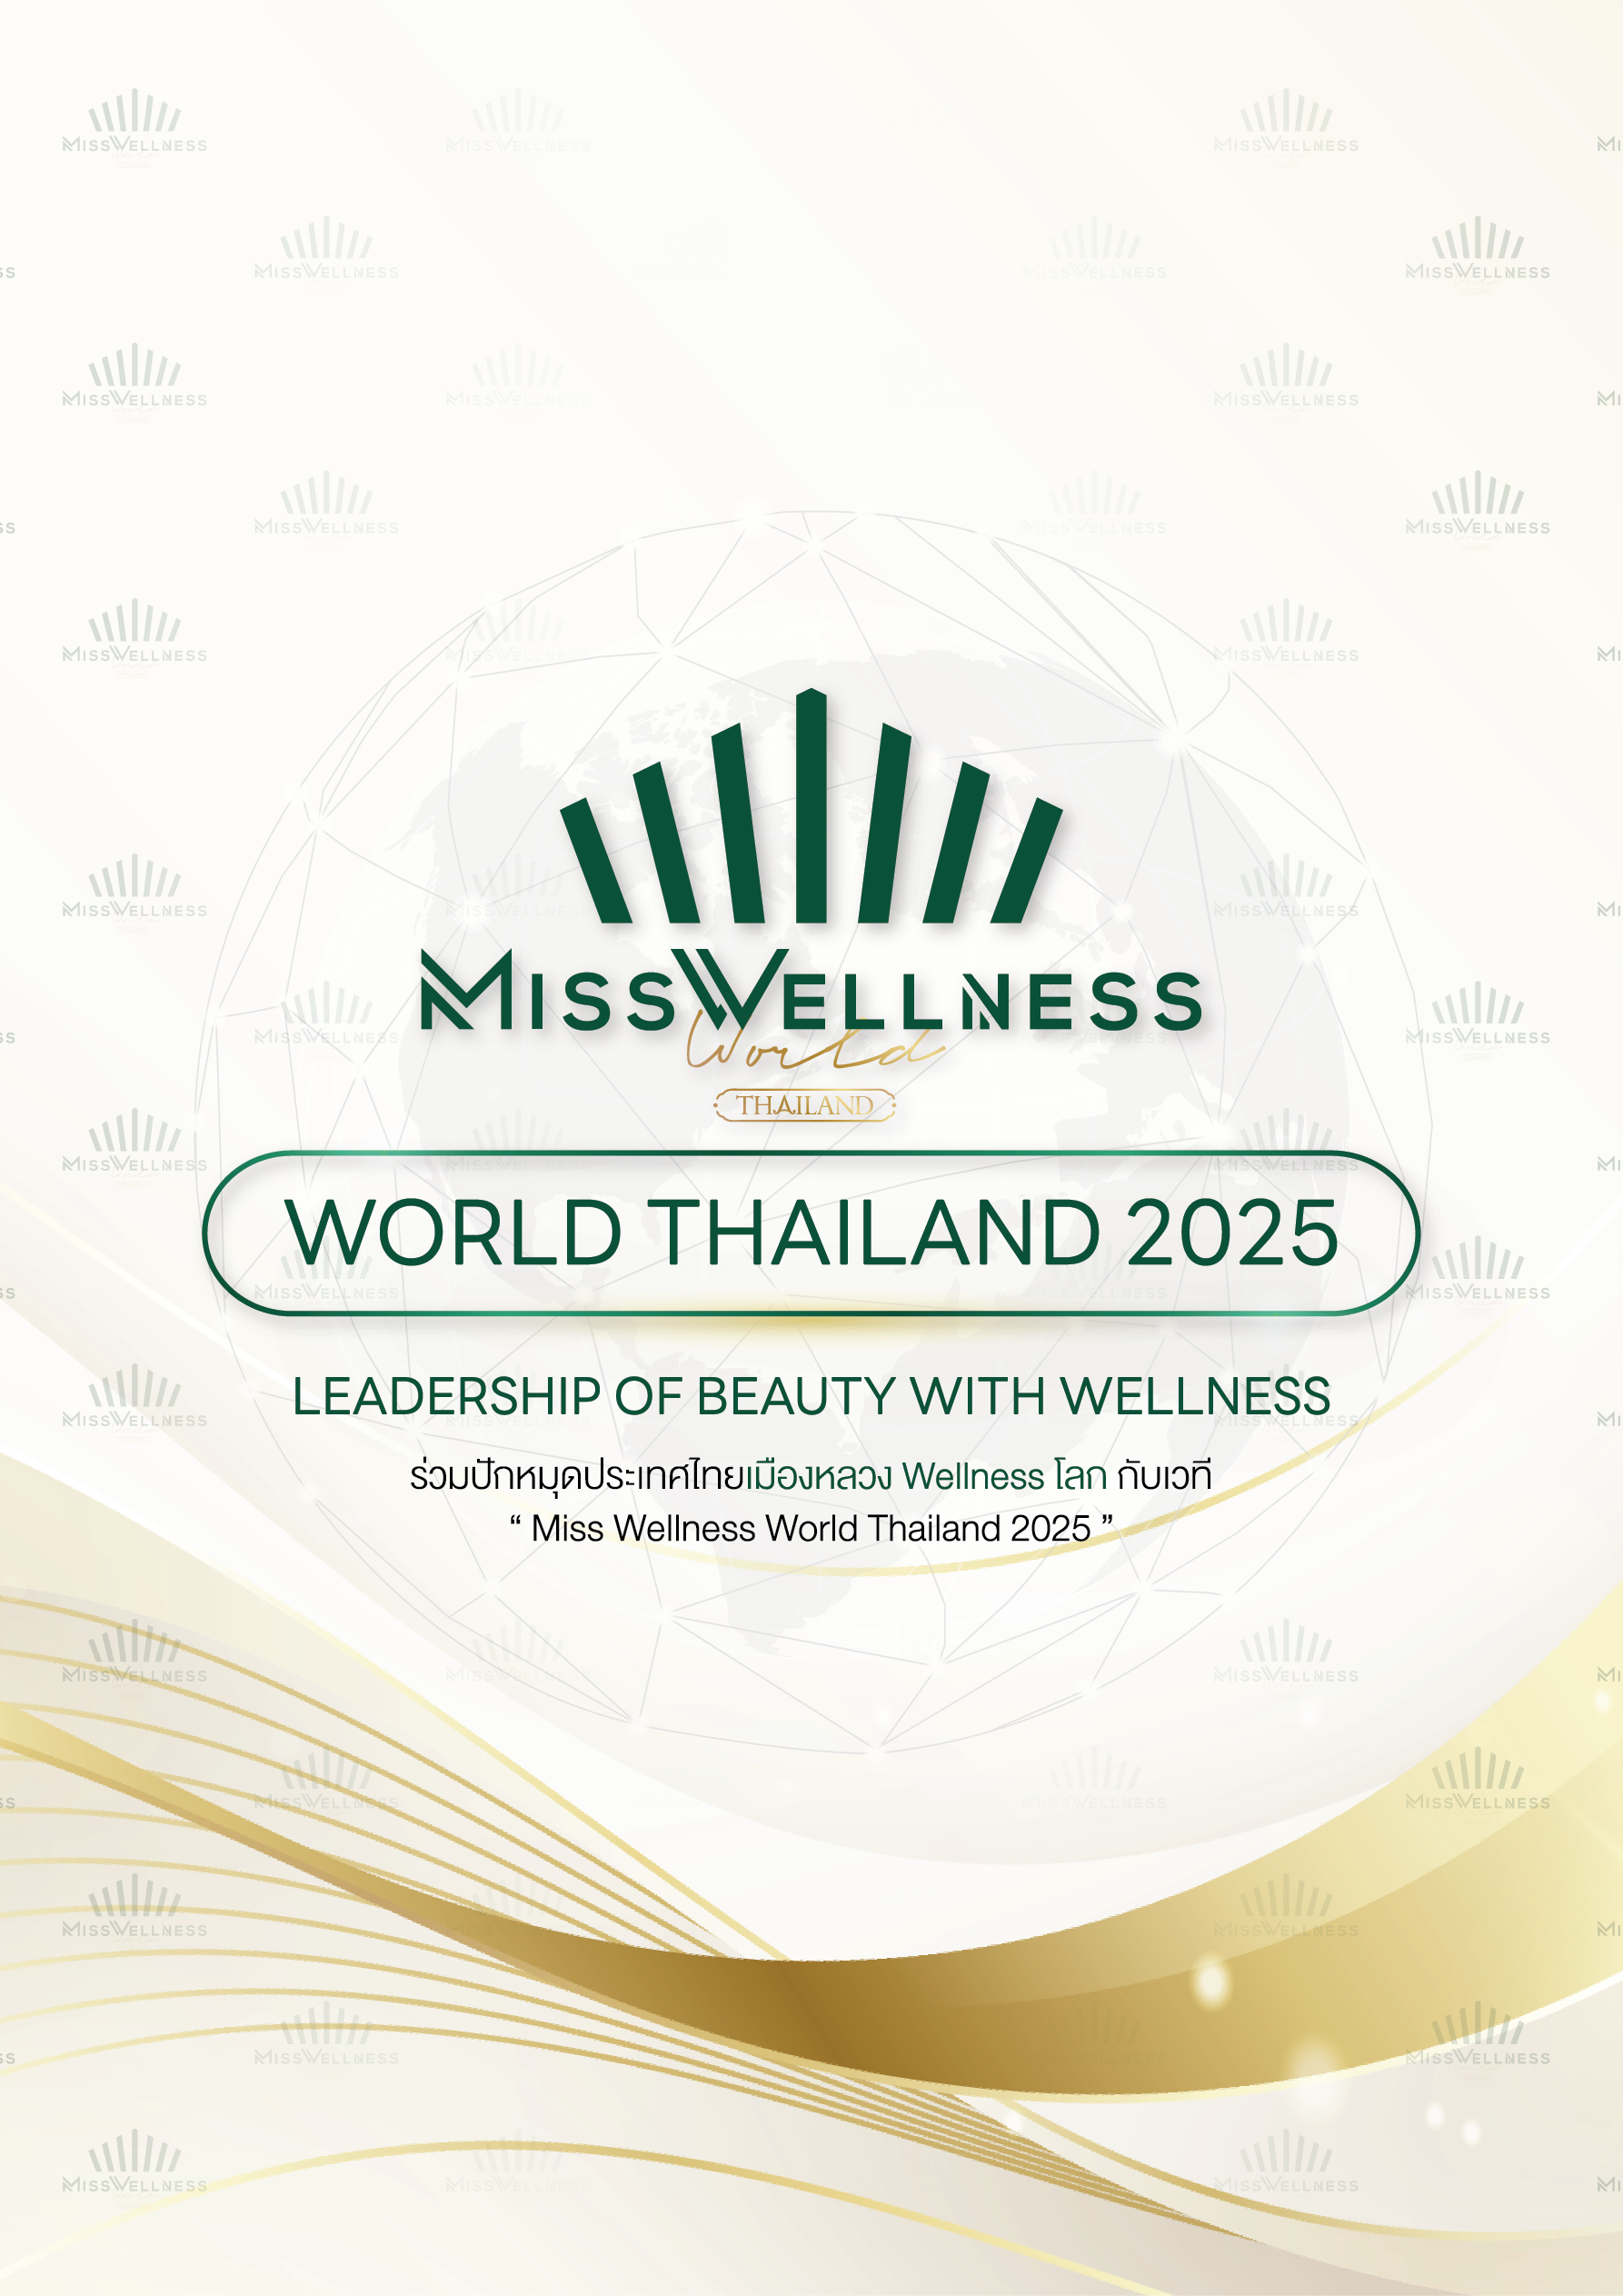 MISSWELLNESS
World
THAILAND
WORLD THAILAND 2025
LEADERSHIP OF BEAUTY WITH WELLNESS
ร่วมปักหมุดประเทศไทยเมืองหลวง Wellness โลก กับเวที
“ Miss Wellness World Thailand 2025 ”